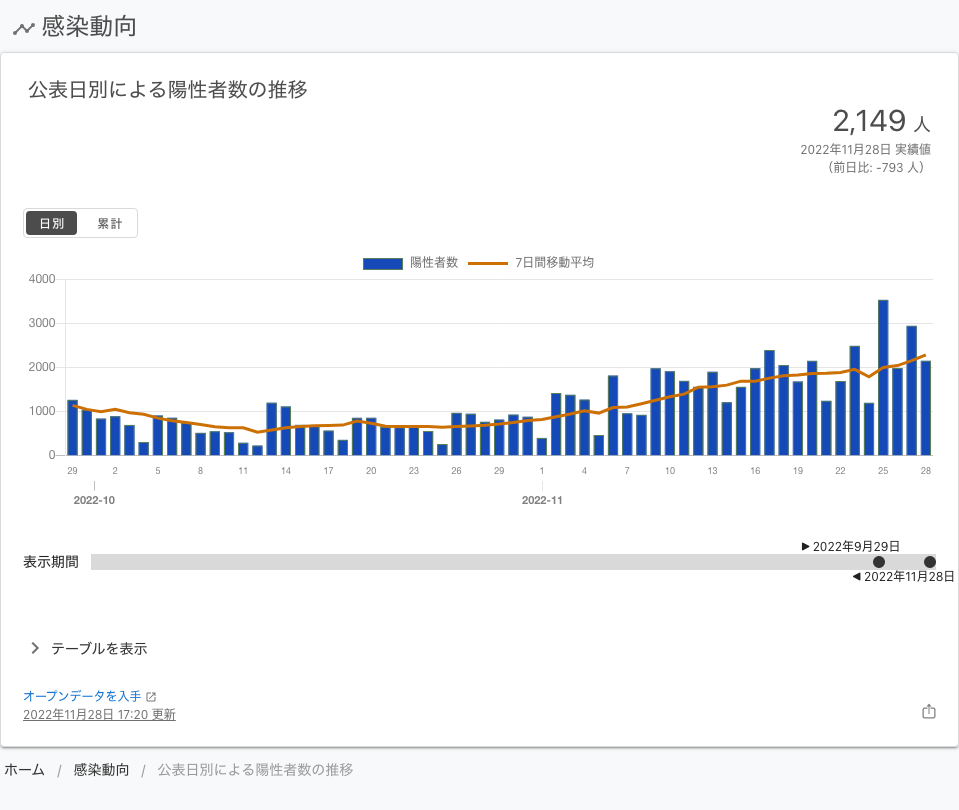 感染動向
公表日別による陽性者数の推移
2,149 人
2022年11月28日 実績値
（前日比: -793 人）
日別 累計
陽性者数 7日間移動平均
4000
3000
2000
1000
0
29 2 5 8 11 14 17 20 23 26 29 1 4 7 10 13 16 19 22 25 28
2022-10 2022-11
2022年9月29日
表示期間
2022年11月28日
テーブルを表示
オープンデータを入手
2022年11月28日 17:20 更新
ホーム / 感染動向 / 公表日別による陽性者数の推移